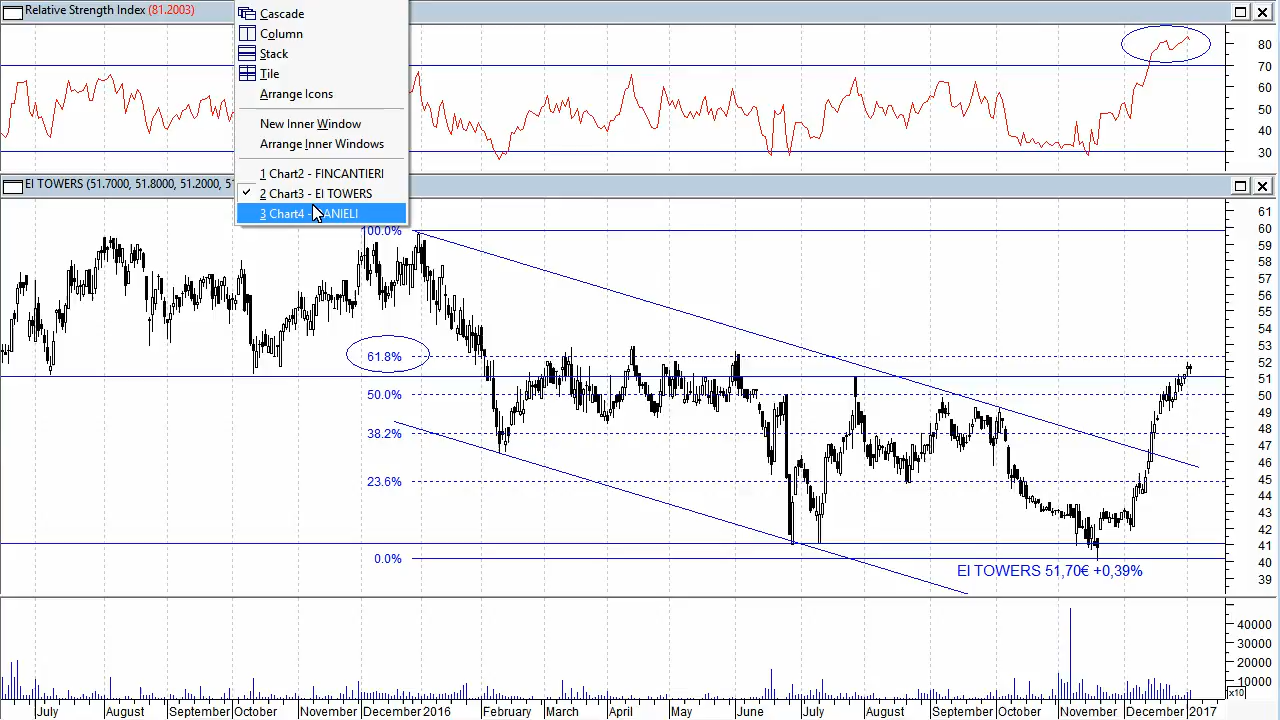 Relative Strength Index (81.2003)
Cascade
Column
Stack
Tile
Arrange Icons
New Inner Window
Arrange Inner Windows
1 Chart2 - FINCANTIERI
2 Chart3 - EI TOWERS
3 Chart4 - ANIELI
80
70
60
50
40
30
EI TOWERS (51.7000, 51.8000, 51.2000, 5
61
60
59
58
57
56
55
54
53
52
51
50
49
48
47
46
45
44
43
42
41
40
39
100.0%
61.8%
50.0%
38.2%
23.6%
0.0%
EI TOWERS 51,70€ +0,39%
40000
30000
20000
10000
x10
July August September October November December 2016 February March April May June July August September October November December 2017